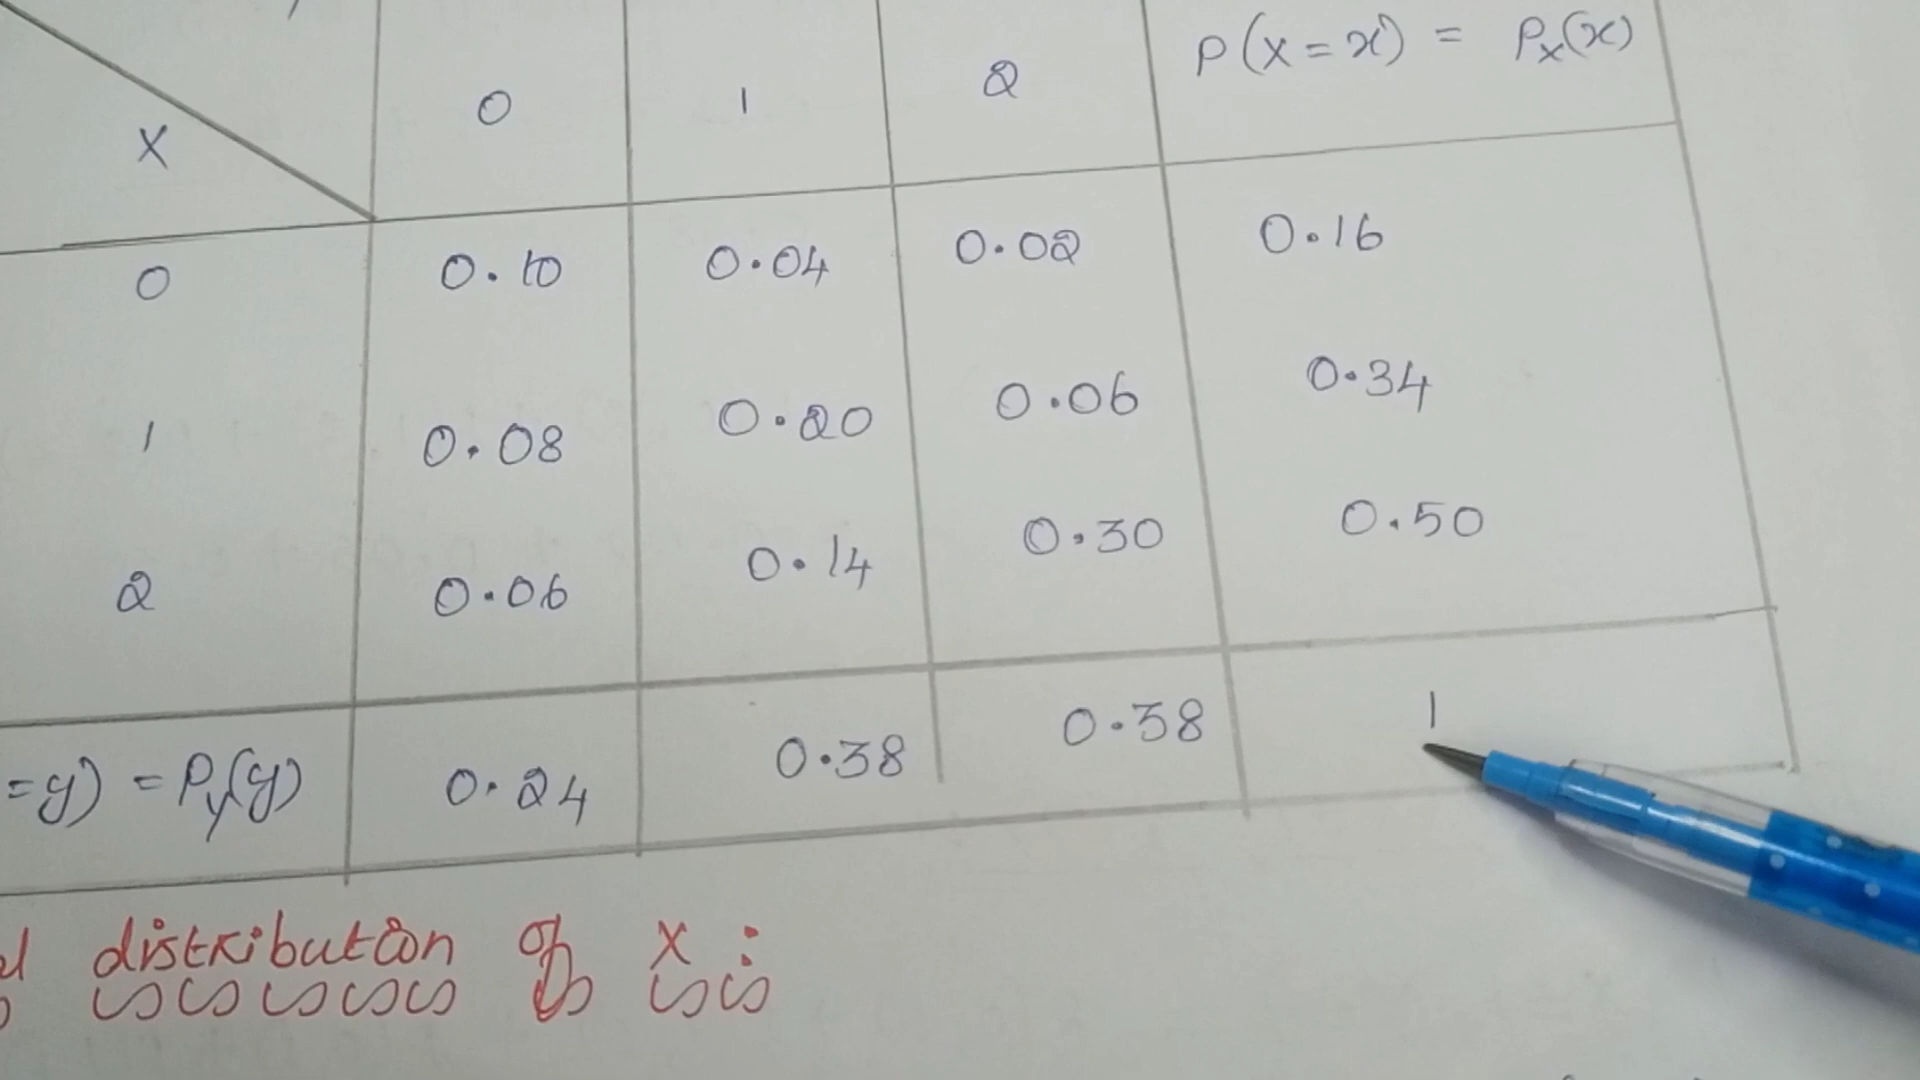 0 1 2 P(X=x) = Px(x)
X
0 0.10 0.04 0.02 0.16
1 0.08 0.20 0.06 0.34
2 0.06 0.14 0.30 0.50
=y) = Py(y) 0.24 0.38 0.38 1
distribution of X :